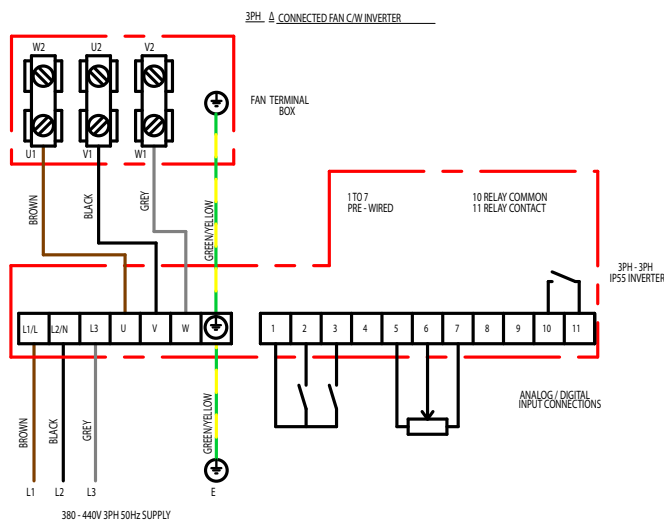 3PH Δ CONNECTED FAN C/W INVERTER
W2 U2 V2
FAN TERMINAL
BOX
U1 V1 W1
BROWN
BLACK
GREY
GREEN/YELLOW
1 TO 7
PRE - WIRED
10 RELAY COMMON
11 RELAY CONTACT
3PH - 3PH
IP55 INVERTER
L1/L L2/N L3 U V W
1 2 3 4 5 6 7 8 9 10 11
ANALOG / DIGITAL
INPUT CONNECTIONS
BROWN
BLACK
GREY
GREEN/YELLOW
L1 L2 L3 E
380 - 440V 3PH 50Hz SUPPLY